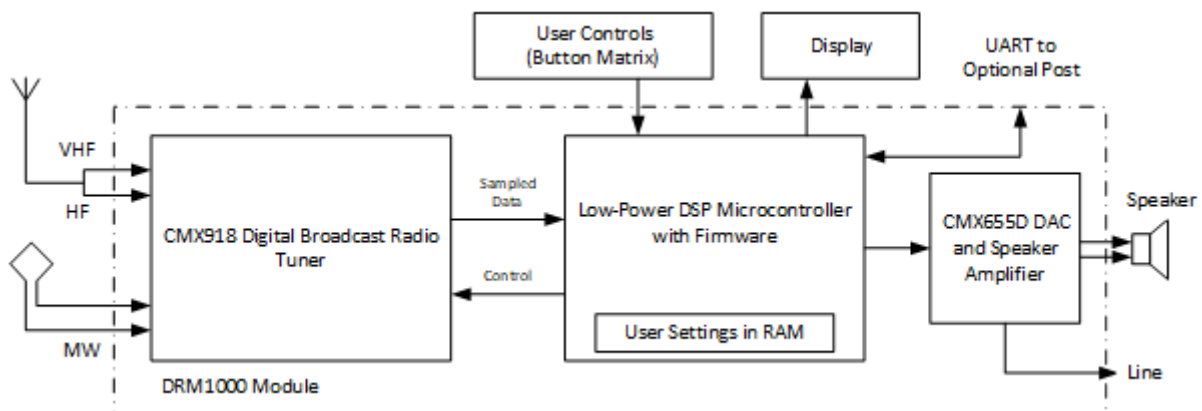 User Controls
(Button Matrix)
Display
UART to
Optional Post
VHF
HF
MW
CMX918 Digital Broadcast Radio
Tuner
Sampled
Data
Control
Low-Power DSP Microcontroller
with Firmware
User Settings in RAM
CMX655D DAC
and Speaker
Amplifier
Speaker
Line
DRM1000 Module